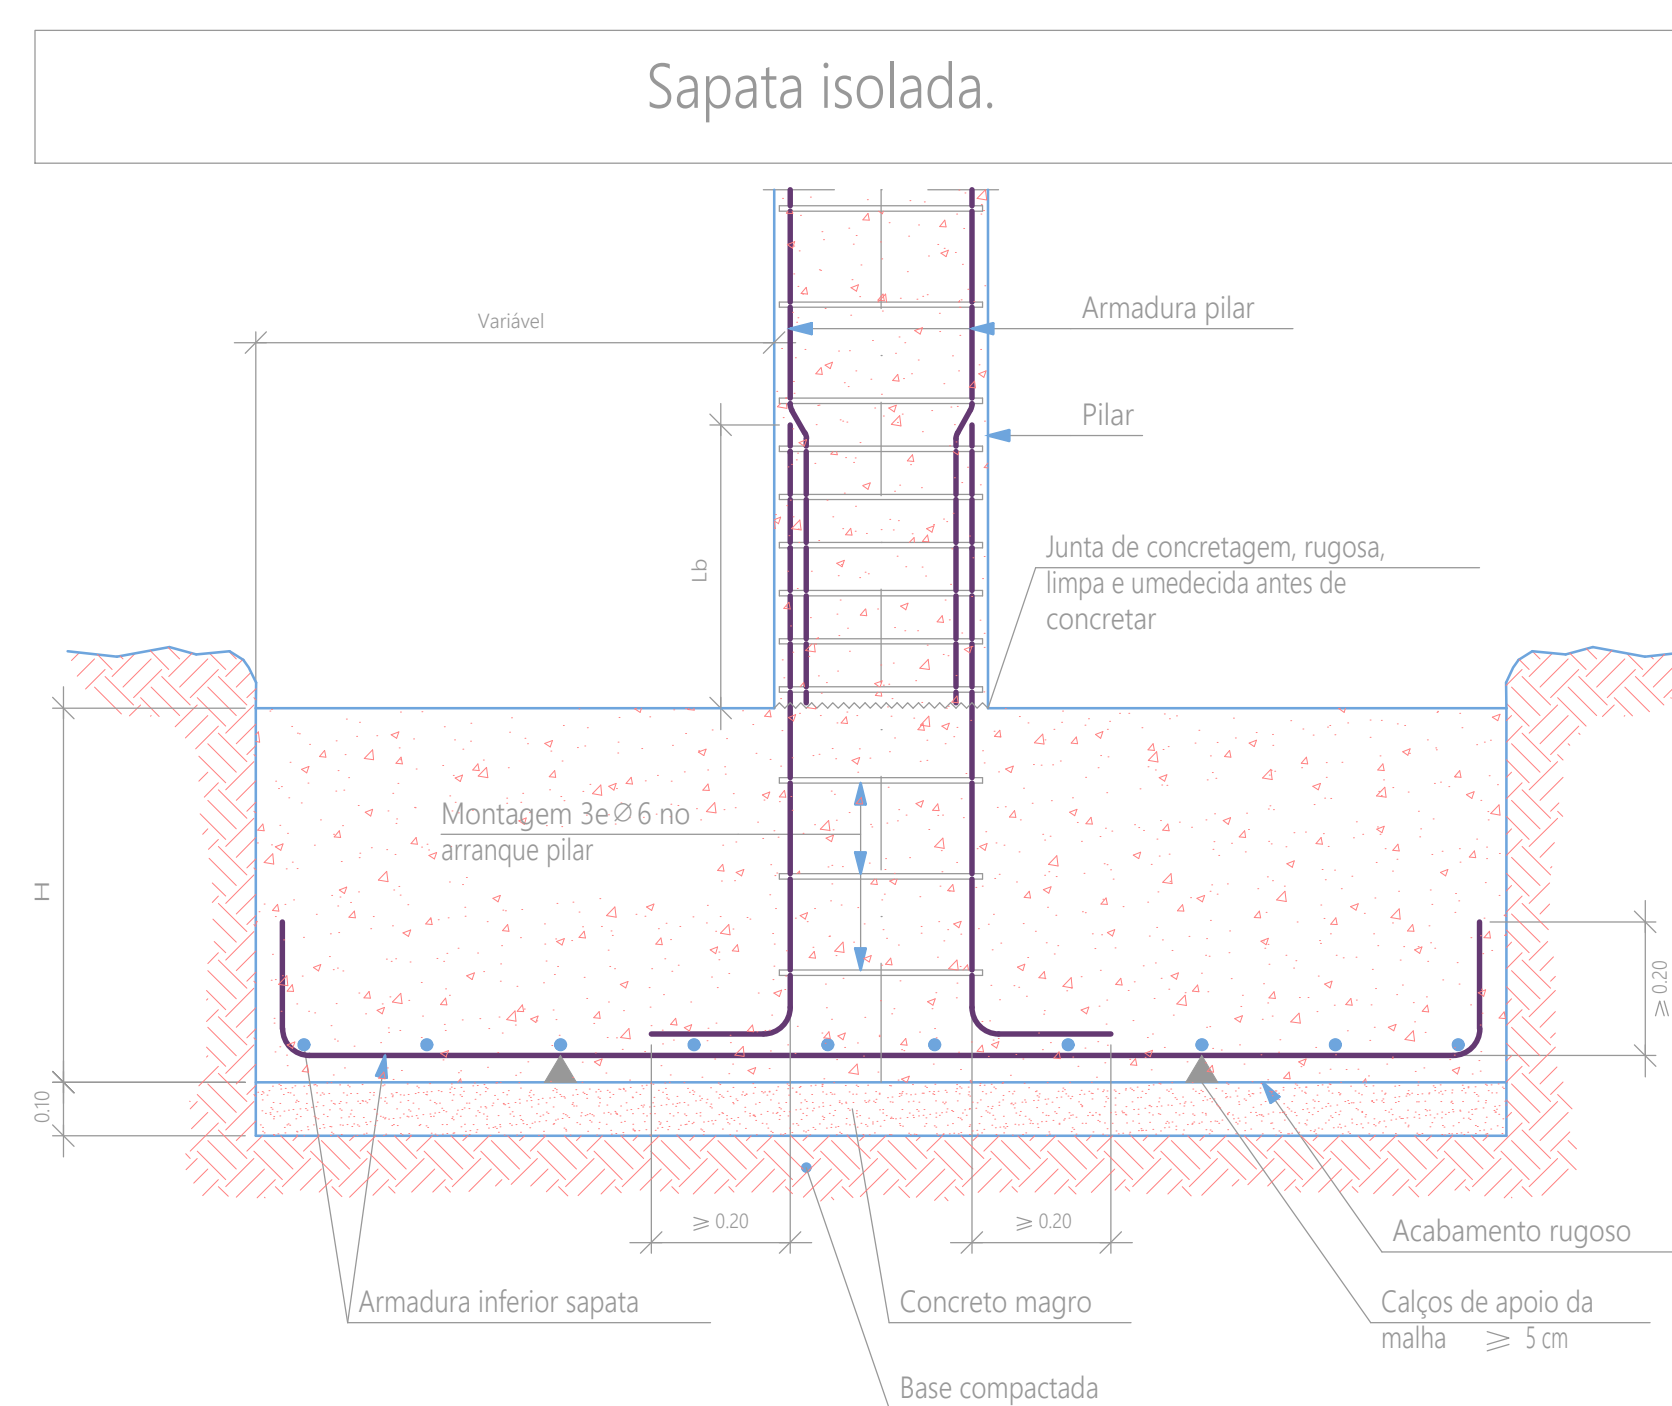 Sapata isolada.
Variável
Armadura pilar
Pilar
Lb
Junta de concretagem, rugosa,
limpa e umedecida antes de
concretar
Montagem 3e∅6 no
arranque pilar
H
≥ 0.20
0.10
≥ 0.20
≥ 0.20
Acabamento rugoso
Armadura inferior sapata
Concreto magro
Calços de apoio da
malha ≥ 5 cm
Base compactada